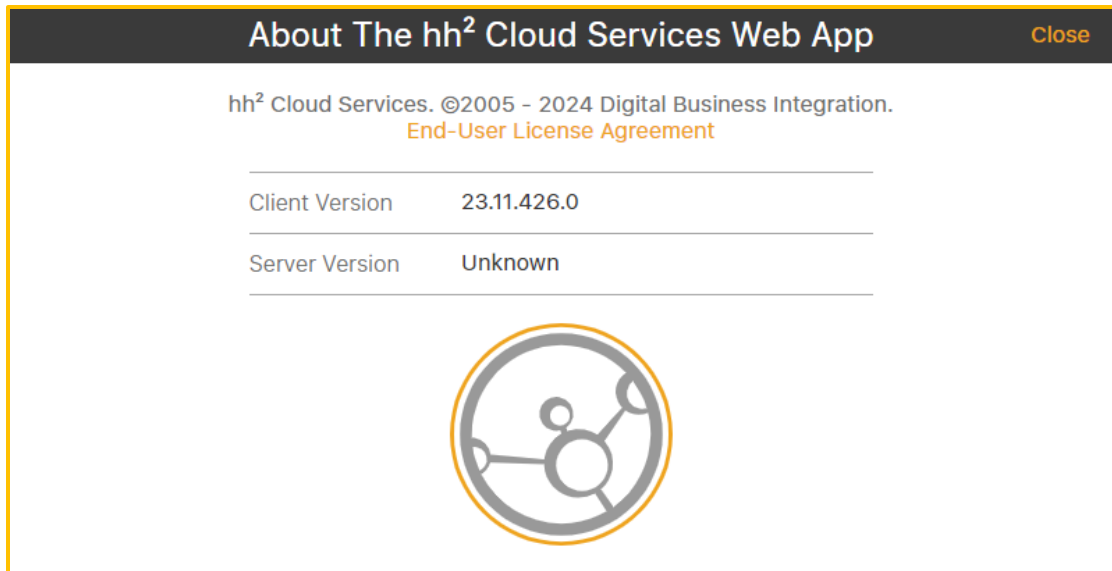 About The hh² Cloud Services Web App
Close
hh² Cloud Services. ©2005 - 2024 Digital Business Integration.
End-User License Agreement
Client Version 23.11.426.0
Server Version Unknown